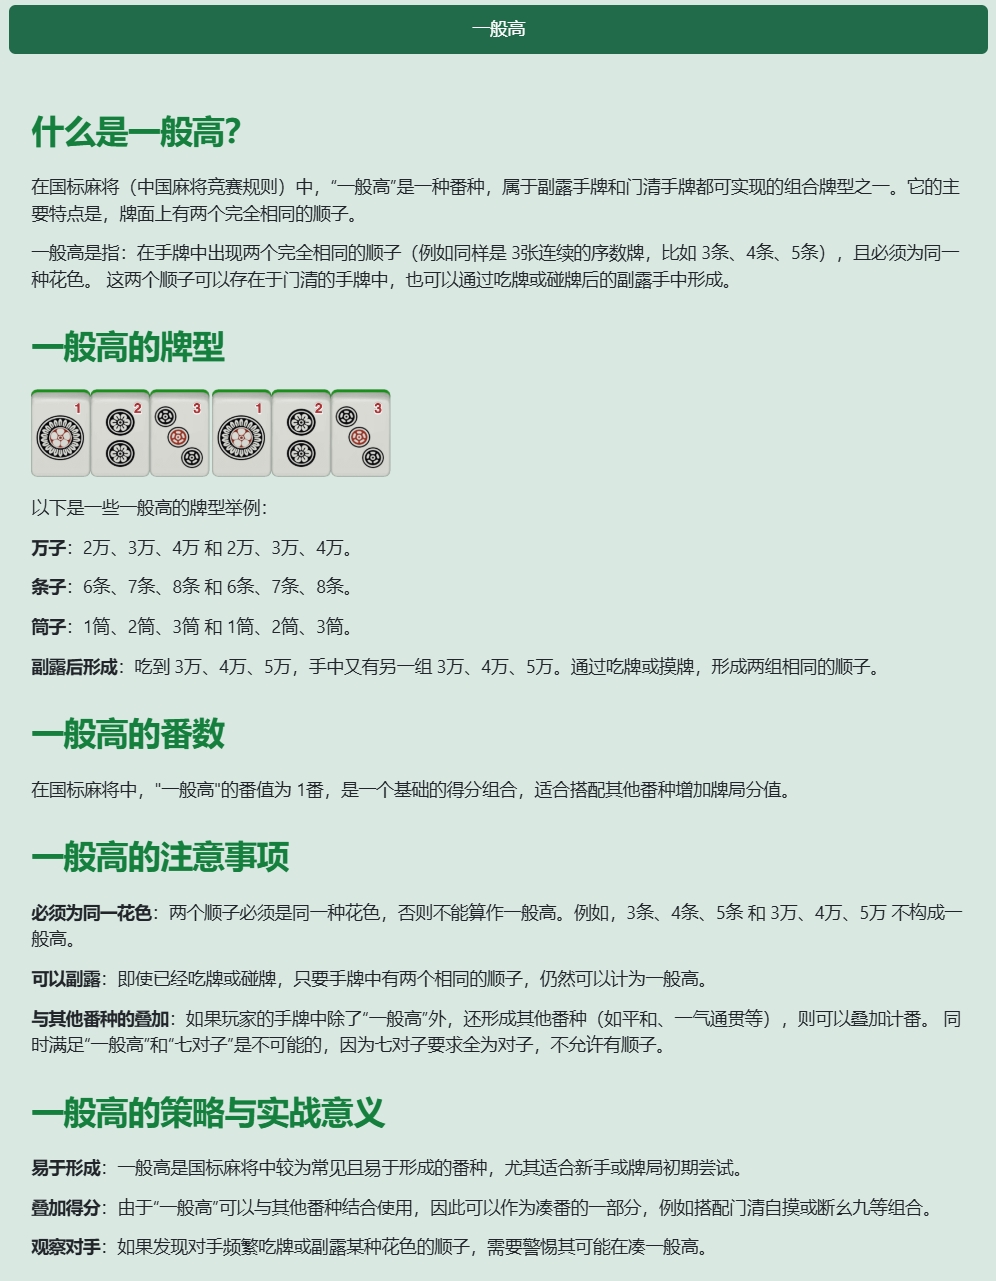 一般高
什么是一般高?
在国标麻将（中国麻将竞赛规则）中，“一般高”是一种番种，属于副露手牌和门清手牌都可实现的组合牌型之一。它的主
要特点是，牌面上有两个完全相同的顺子。
一般高是指：在手牌中出现两个完全相同的顺子（例如同样是 3张连续的序数牌，比如 3条、4条、5条），且必须为同一
种花色。 这两个顺子可以存在于门清的手牌中，也可以通过吃牌或碰牌后的副露手中形成。
一般高的牌型
1 2 3 1 2 3
以下是一些一般高的牌型举例：
万子：2万、3万、4万 和 2万、3万、4万。
条子：6条、7条、8条 和 6条、7条、8条。
筒子：1筒、2筒、3筒 和 1筒、2筒、3筒。
副露后形成：吃到 3万、4万、5万，手中又有另一组 3万、4万、5万。通过吃牌或摸牌，形成两组相同的顺子。
一般高的番数
在国标麻将中，"一般高"的番值为 1番，是一个基础的得分组合，适合搭配其他番种增加牌局分值。
一般高的注意事项
必须为同一花色：两个顺子必须是同一种花色，否则不能算作一般高。例如，3条、4条、5条 和 3万、4万、5万 不构成一
般高。
可以副露：即使已经吃牌或碰牌，只要手牌中有两个相同的顺子，仍然可以计为一般高。
与其他番种的叠加：如果玩家的手牌中除了“一般高”外，还形成其他番种（如平和、一气通贯等），则可以叠加计番。 同
时满足“一般高”和“七对子”是不可能的，因为七对子要求全为对子，不允许有顺子。
一般高的策略与实战意义
易于形成：一般高是国标麻将中较为常见且易于形成的番种，尤其适合新手或牌局初期尝试。
叠加得分：由于“一般高”可以与其他番种结合使用，因此可以作为凑番的一部分，例如搭配门清自摸或断幺九等组合。
观察对手：如果发现对手频繁吃牌或副露某种花色的顺子，需要警惕其可能在凑一般高。